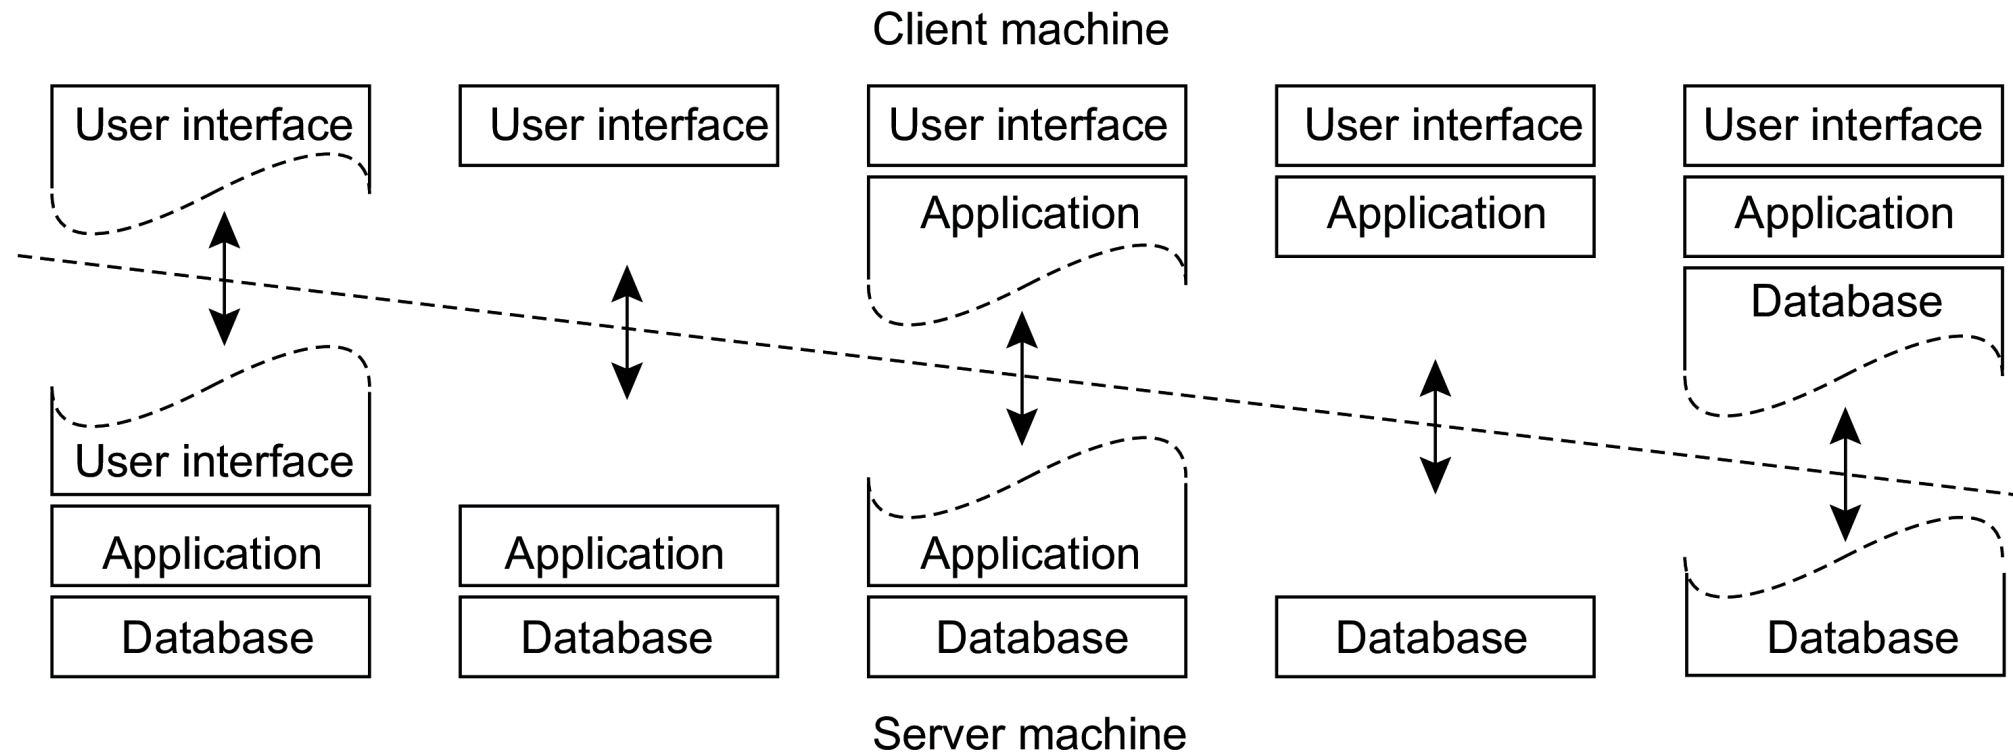 Client machine
User interface
User interface
User interface
User interface
User interface
Application
Application
Application
Database
User interface
Application
Application
Application
Database
Database
Database
Database
Database
Server machine